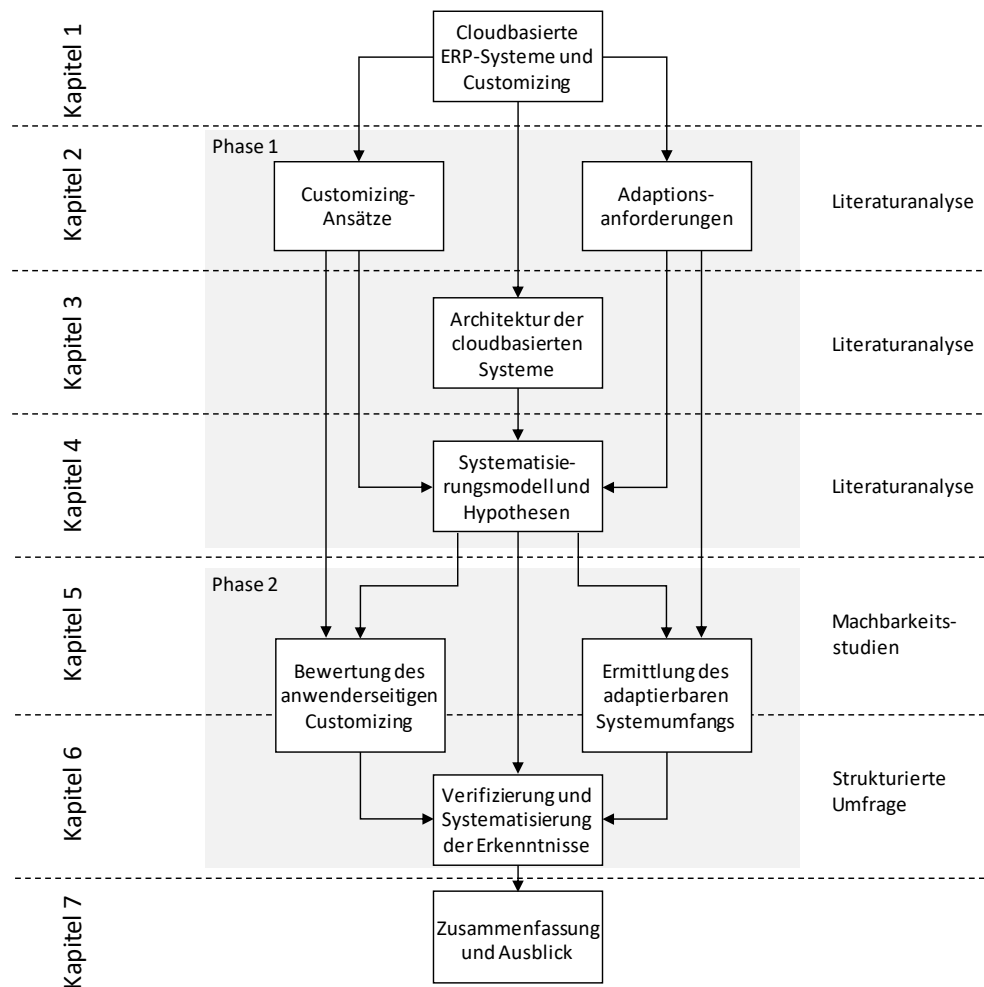 Kapitel 1
Cloudbasierte
ERP-Systeme und
Customizing
Kapitel 2
Phase 1
Customizing-
Ansätze
Adaptions-
anforderungen
Literaturanalyse
Kapitel 3
Architektur der
cloudbasierten
Systeme
Literaturanalyse
Kapitel 4
Systematisie-
rungsmodell und
Hypothesen
Literaturanalyse
Kapitel 5
Phase 2
Bewertung des
anwenderseitigen
Customizing
Ermittlung des
adaptierbaren
Systemumfangs
Machbarkeits-
studien
Kapitel 6
Verifizierung und
Systematisierung
der Erkenntnisse
Strukturierte
Umfrage
Kapitel 7
Zusammenfassung
und Ausblick